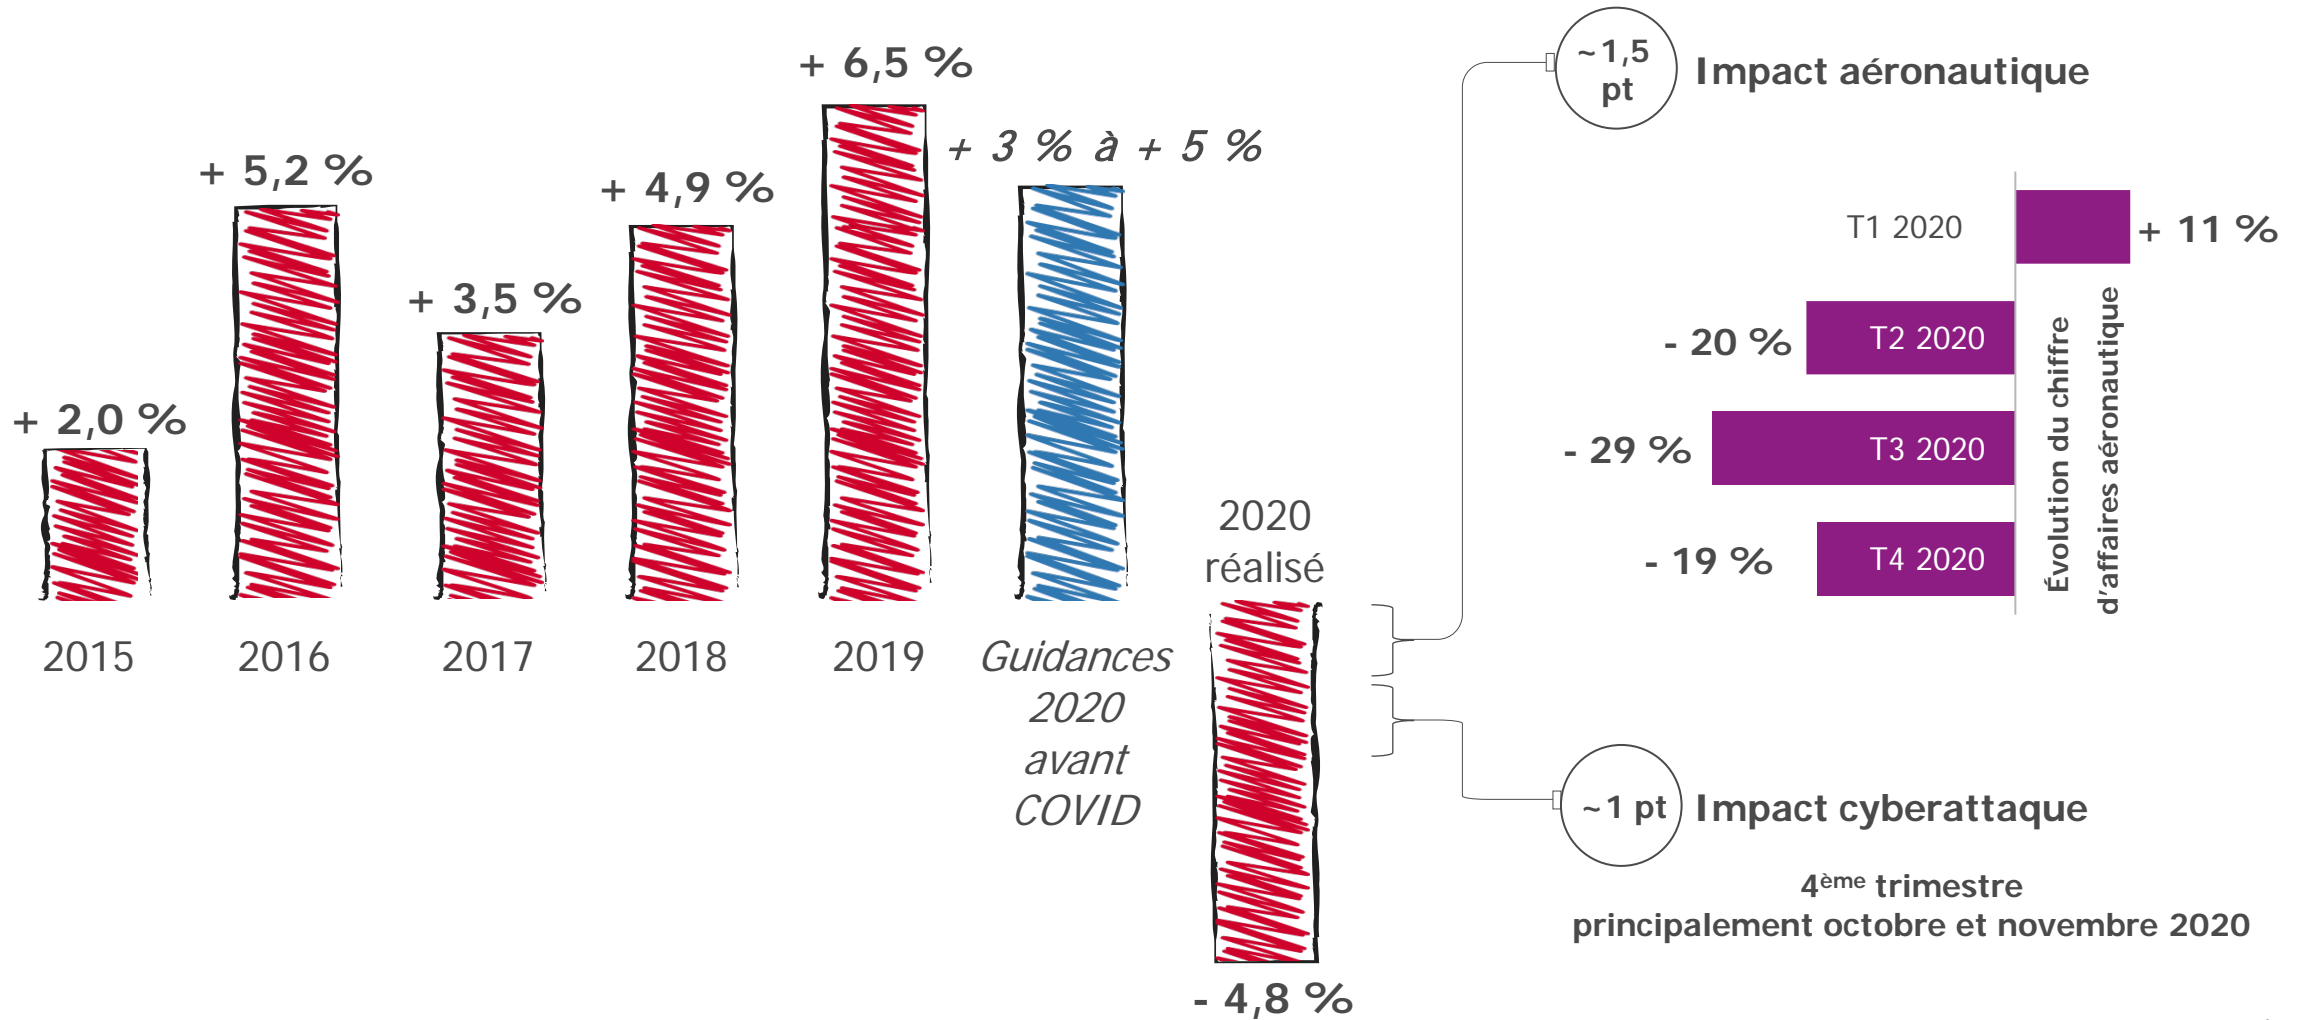 + 2,0 %
+ 5,2 %
+ 3,5 %
+ 4,9 %
+ 6,5 %
+ 3 % à + 5 %
2015
2016
2017
2018
2019
Guidances
2020
avant
COVID
2020
réalisé
- 4,8 %
~1,5
pt
Impact aéronautique
T1 2020
+ 11 %
- 20 %
T2 2020
- 29 %
T3 2020
- 19 %
T4 2020
Évolution du chiffre
d’affaires aéronautique
~1 pt
Impact cyberattaque
4ème trimestre
principalement octobre et novembre 2020